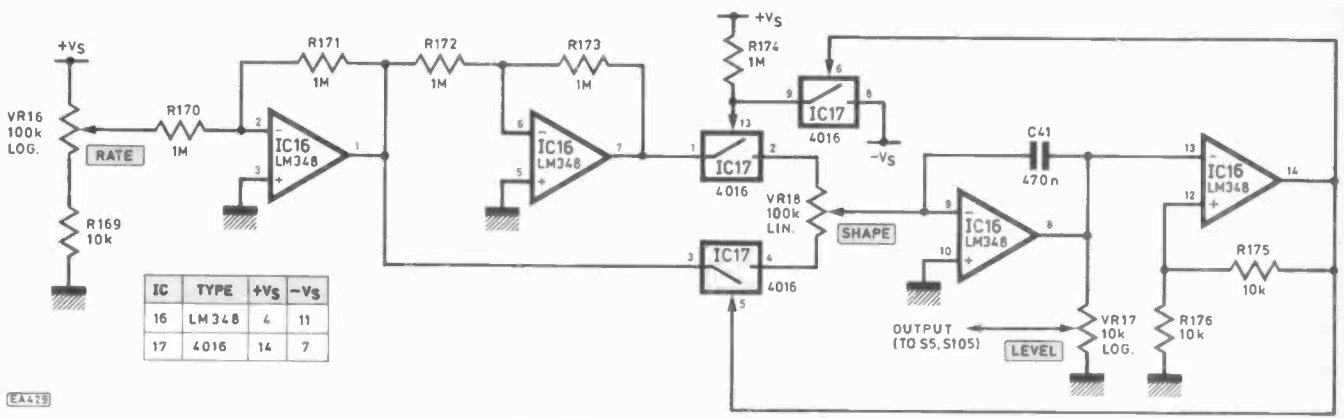 +Vs
VR16
100k
LOG.
RATE
R169
10k
R170
1M
R171
1M
2
3
IC16
LM348
1
R172
1M
R173
1M
6
5
IC16
LM348
7
+Vs
R174
1M
6
9
8
IC17
4016
-Vs
13
1
2
IC17
4016
VR18
100k
LIN.
SHAPE
IC17
3
4
4016
5
C41
470n
9
10
IC16
LM348
8
OUTPUT
(TO S5, S105)
LEVEL
VR17
10k
LOG.
13
12
IC16
LM348
14
R175
10k
R176
10k
IC TYPE +Vs -Vs
16 LM348 4 11
17 4016 14 7
EA429